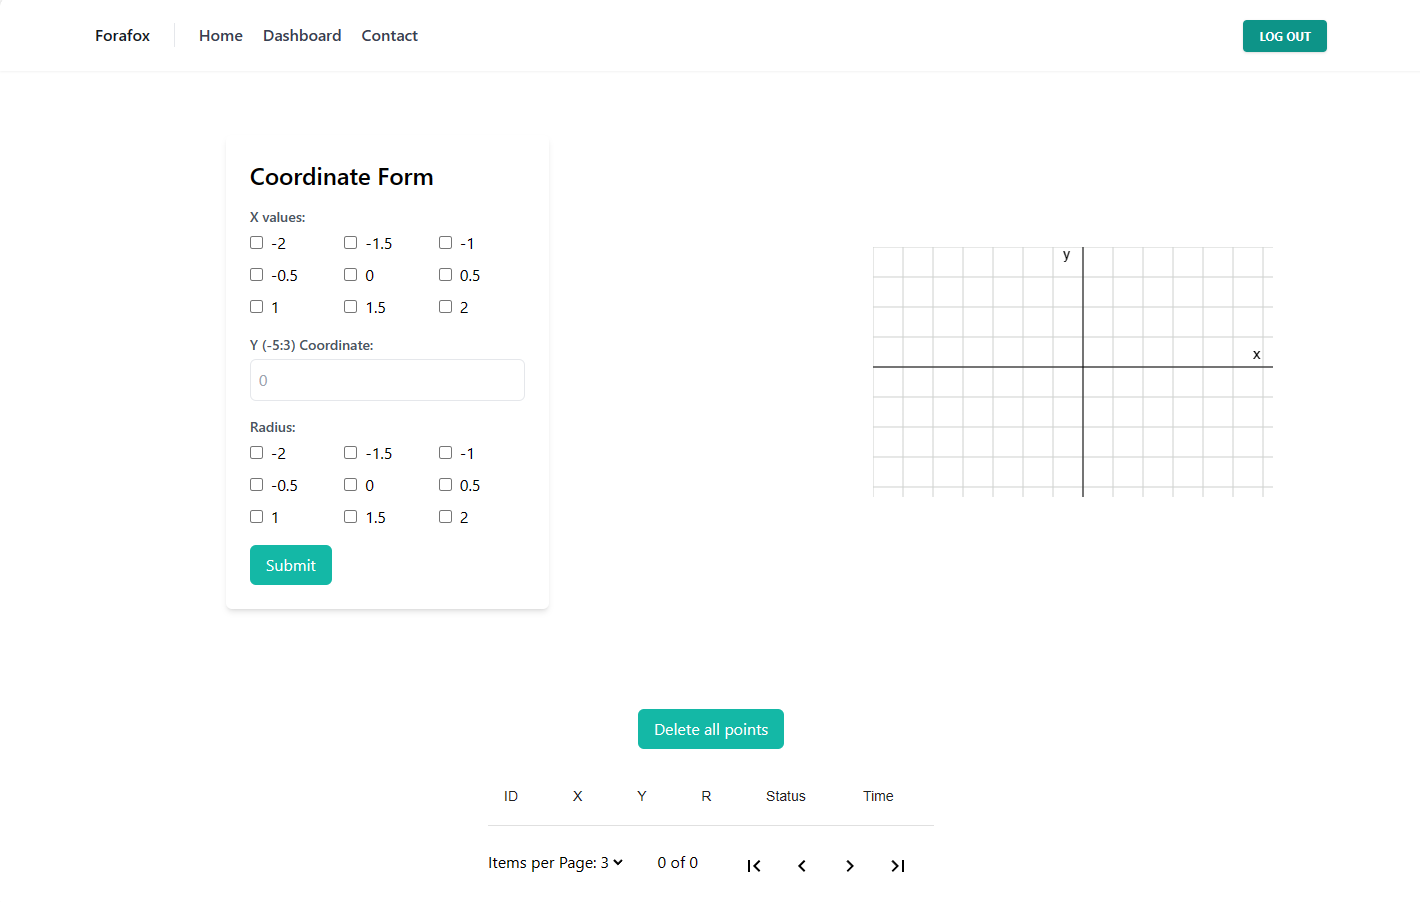 Forafox Home Dashboard Contact LOG OUT
Coordinate Form
X values:
-2 -1.5 -1
-0.5 0 0.5
1 1.5 2
Y (-5:3) Coordinate:
0
Radius:
-2 -1.5 -1
-0.5 0 0.5
1 1.5 2
Submit
y
x
Delete all points
ID X Y R Status Time
Items per Page: 3 0 of 0